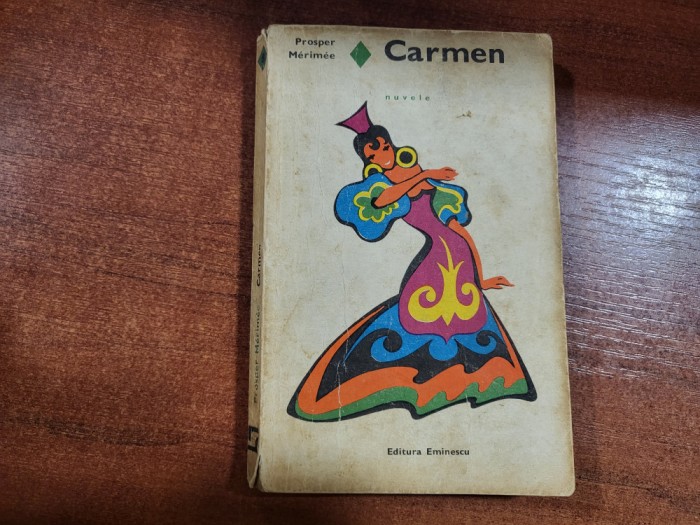 Prosper
Mérimée
Carmen
nuvele
Editura Eminescu
Prosper Mérimée Carmen